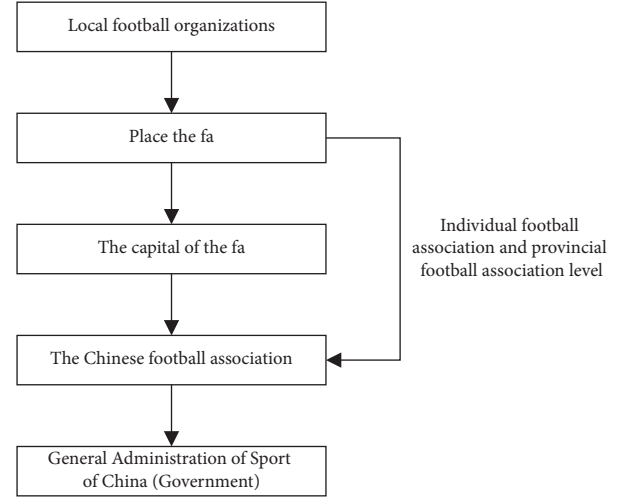 Local football organizations
Place the fa
The capital of the fa
Individual football
association and provincial
football association level
The Chinese football association
General Administration of Sport
of China (Government)